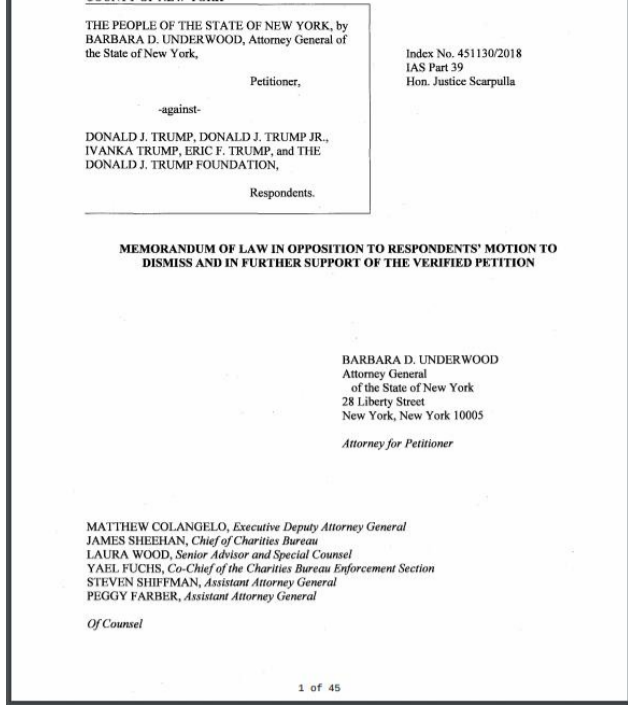 COUNTY OF NEW YORK
THE PEOPLE OF THE STATE OF NEW YORK, by
BARBARA D. UNDERWOOD, Attorney General of
the State of New York,
Petitioner,
-against-
DONALD J. TRUMP, DONALD J. TRUMP JR.,
IVANKA TRUMP, ERIC F. TRUMP, and THE
DONALD J. TRUMP FOUNDATION,
Respondents.
Index No. 451130/2018
IAS Part 39
Hon. Justice Scarpulla
MEMORANDUM OF LAW IN OPPOSITION TO RESPONDENTS' MOTION TO
DISMISS AND IN FURTHER SUPPORT OF THE VERIFIED PETITION
BARBARA D. UNDERWOOD
Attorney General
of the State of New York
28 Liberty Street
New York, New York 10005
Attorney for Petitioner
MATTHEW COLANGELO, Executive Deputy Attorney General
JAMES SHEEHAN, Chief of Charities Bureau
LAURA WOOD, Senior Advisor and Special Counsel
YAEL FUCHS, Co-Chief of the Charities Bureau Enforcement Section
STEVEN SHIFFMAN, Assistant Attorney General
PEGGY FARBER, Assistant Attorney General
Of Counsel
1 of 45